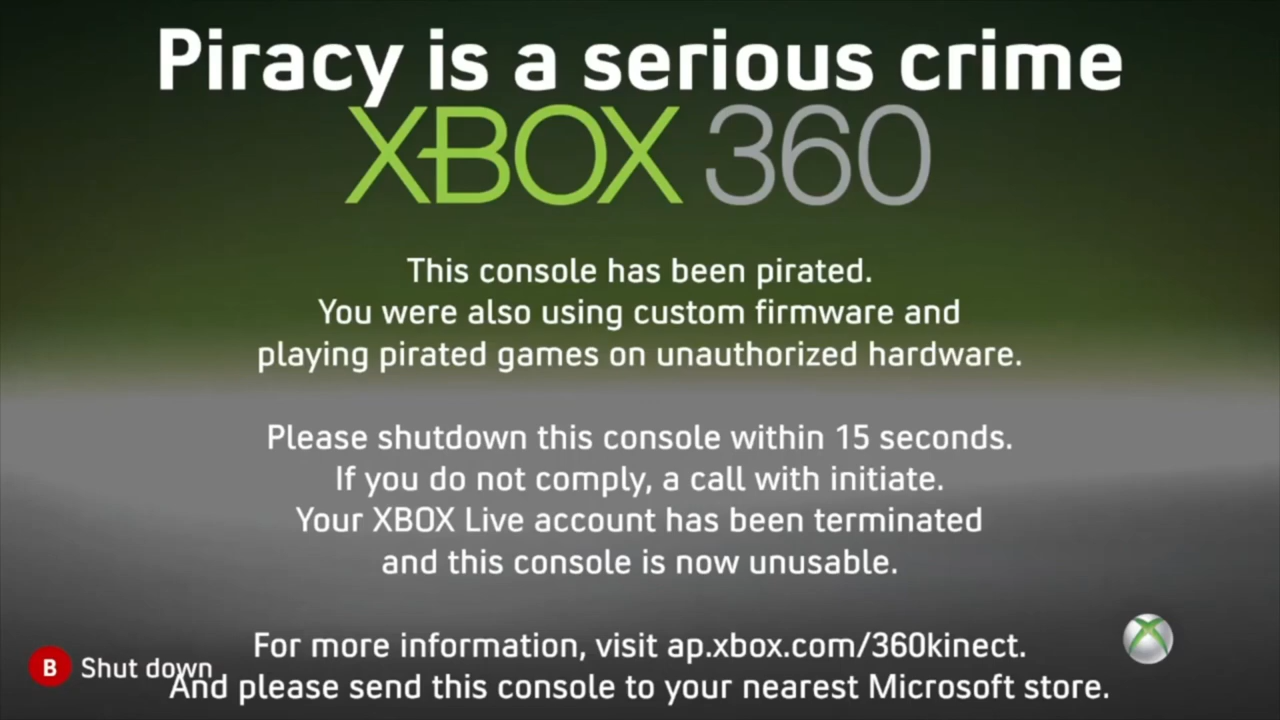 Piracy is a serious crime
XBOX 360
This console has been pirated.
You were also using custom firmware and
playing pirated games on unauthorized hardware.
Please shutdown this console within 15 seconds.
If you do not comply, a call with initiate.
Your XBOX Live account has been terminated
and this console is now unusable.
For more information, visit ap.xbox.com/360kinect.
B Shut down
And please send this console to your nearest Microsoft store.